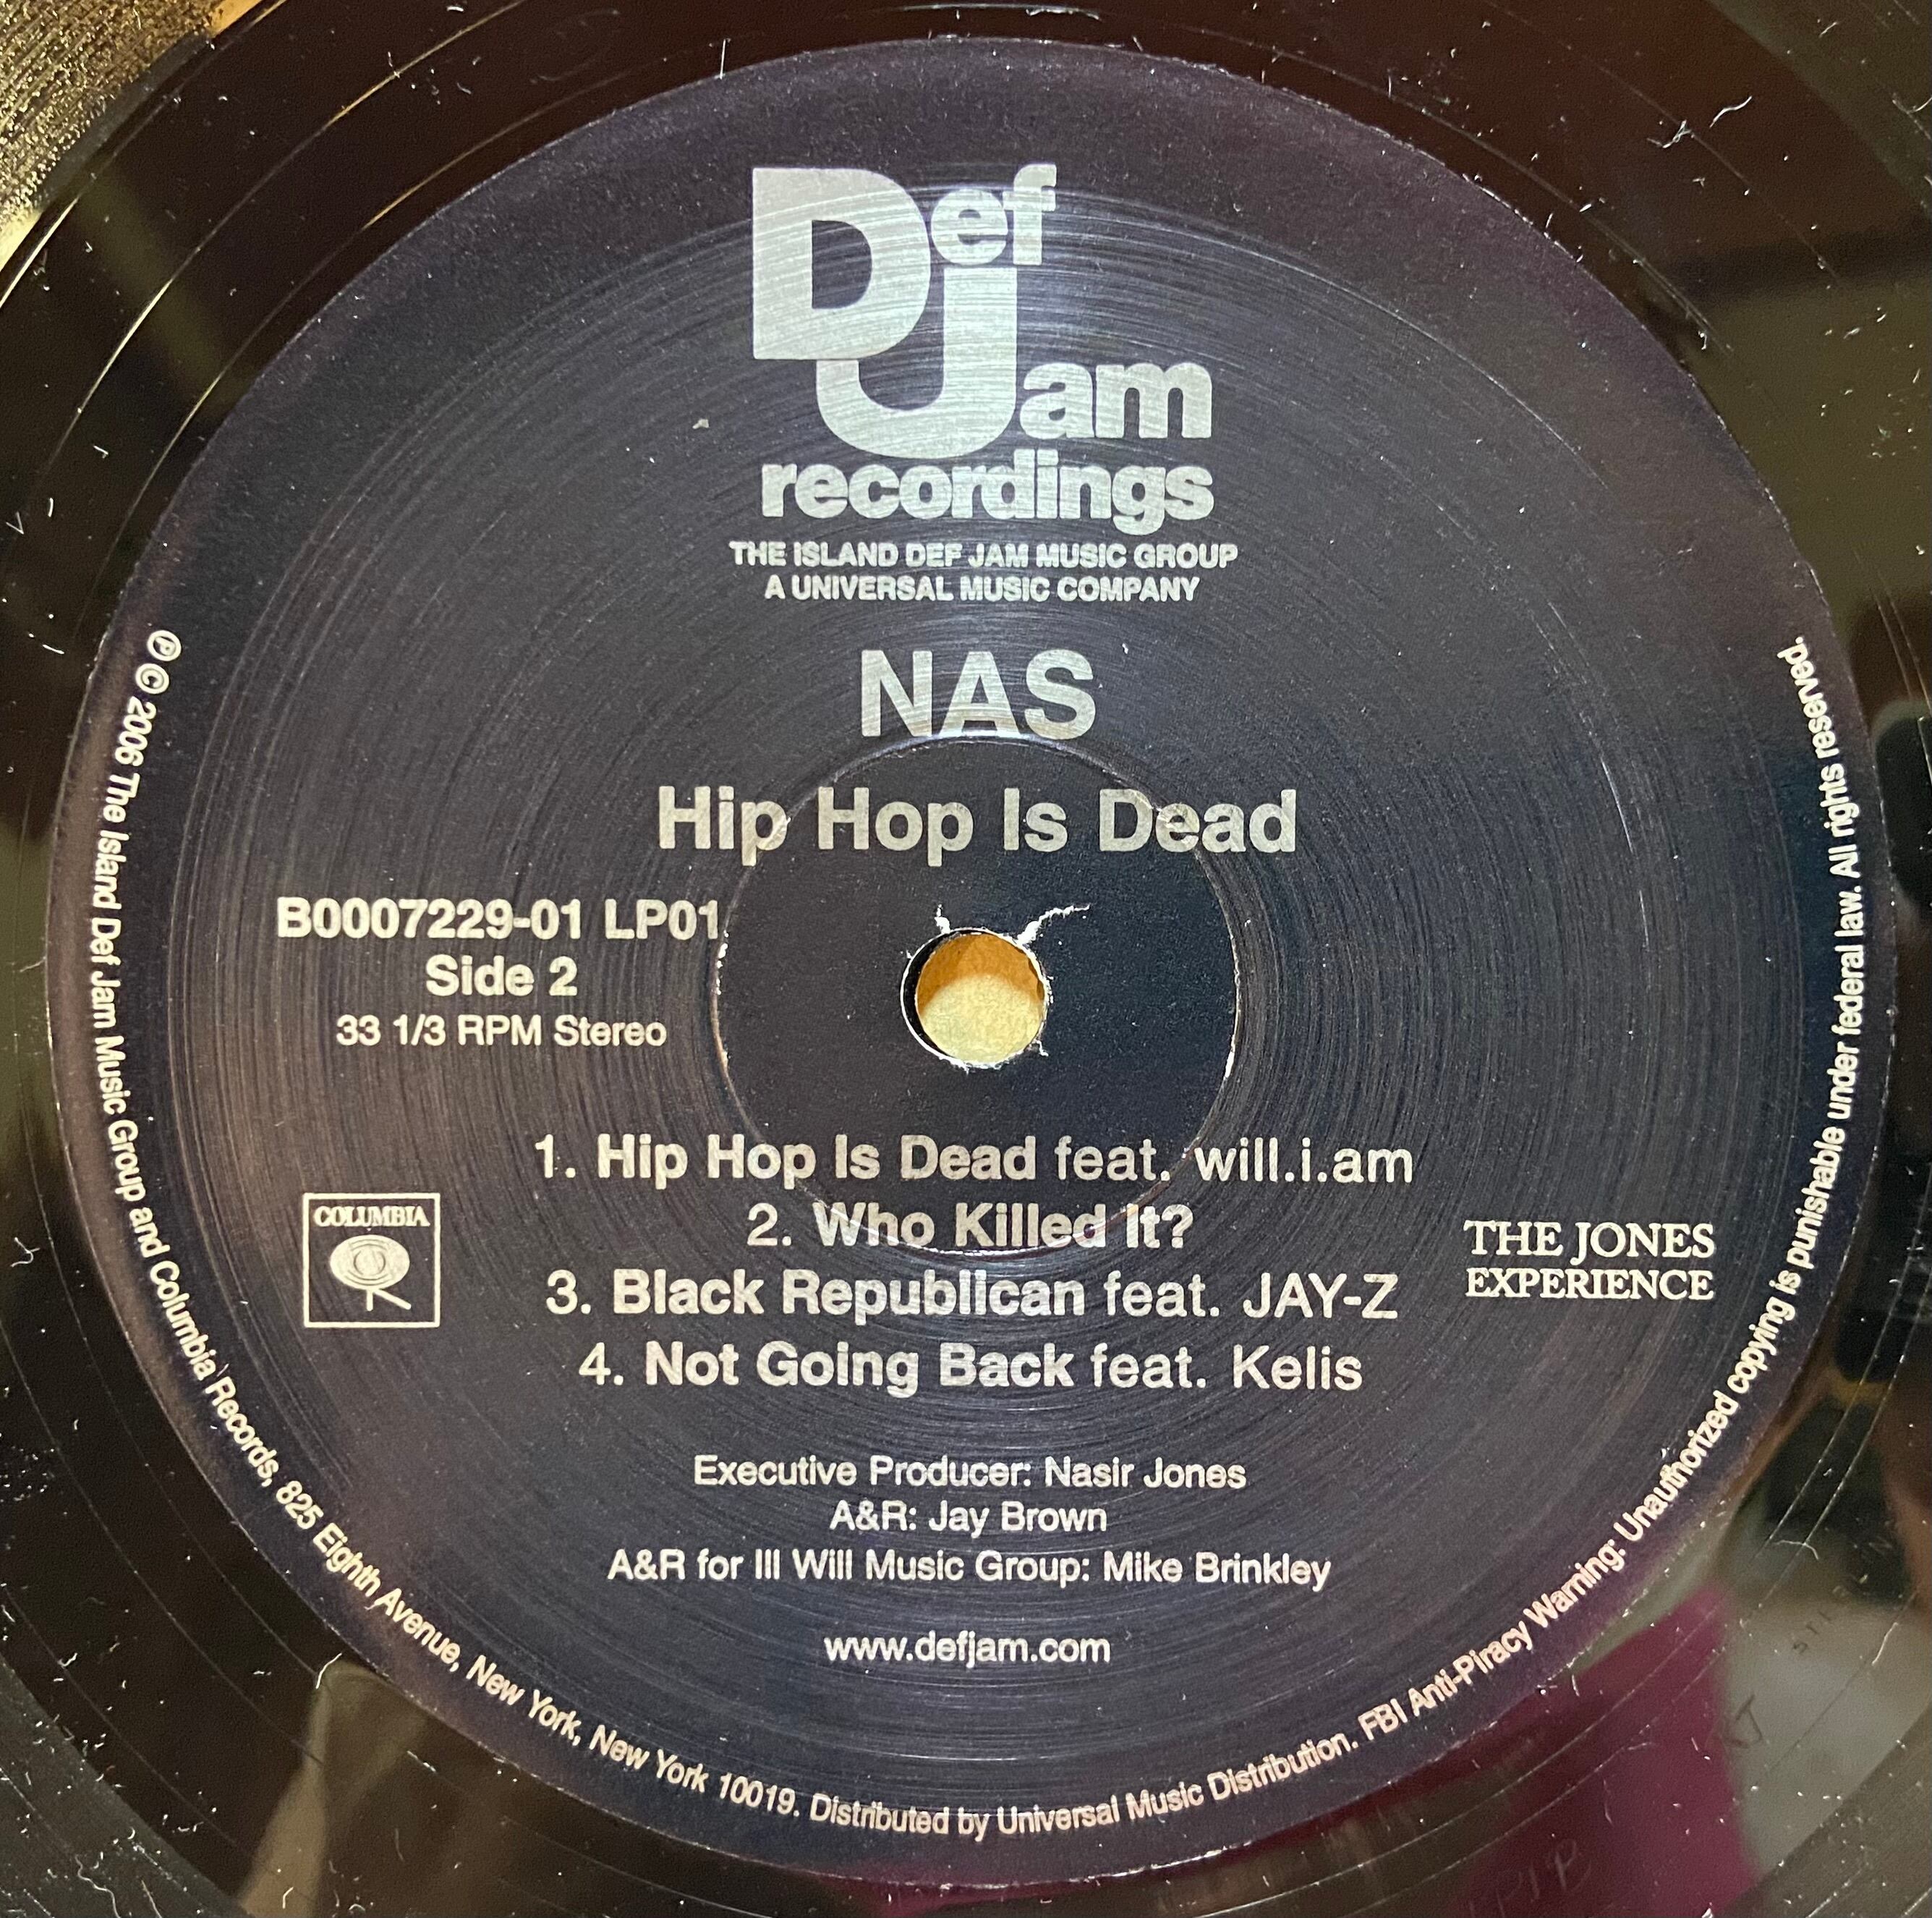 Def Jam
recordings
THE ISLAND DEF JAM MUSIC GROUP
A UNIVERSAL MUSIC COMPANY
NAS
Hip Hop Is Dead
B0007229-01 LP01
Side 2
33 1/3 RPM Stereo
1. Hip Hop Is Dead feat. will.i.am
2. Who Killed It?
3. Black Republican feat. JAY-Z
4. Not Going Back feat. Kelis
COLUMBIA
THE JONES
EXPERIENCE
Executive Producer: Nasir Jones
A&R: Jay Brown
A&R for Ill Will Music Group: Mike Brinkley
www.defjam.com
℗ © 2006 The Island Def Jam Music Group and Columbia Records, 825 Eighth Avenue, New York, New York 10019. Distributed by Universal Music Distribution. FBI Anti-Piracy Warning: Unauthorized copying is punishable under federal law. All rights reserved.